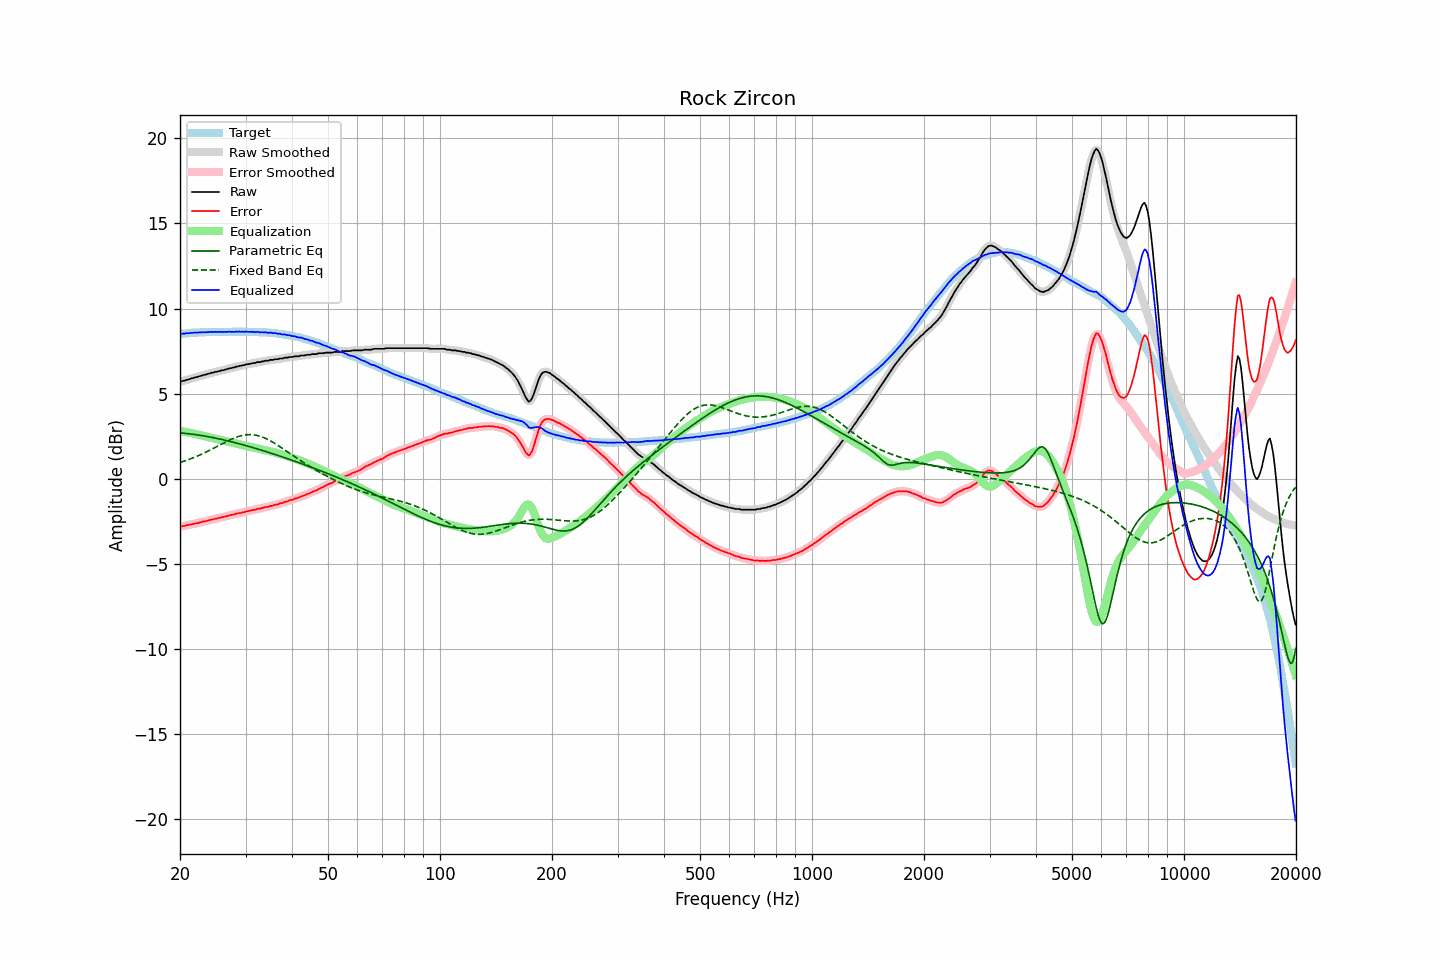 Rock Zircon
Target
Raw Smoothed
Error Smoothed
Raw
Error
Equalization
Parametric Eq
Fixed Band Eq
Equalized
Amplitude (dBr)
20
15
10
5
0
−5
−10
−15
−20
20 50 100 200 500 1000 2000 5000 10000 20000
Frequency (Hz)